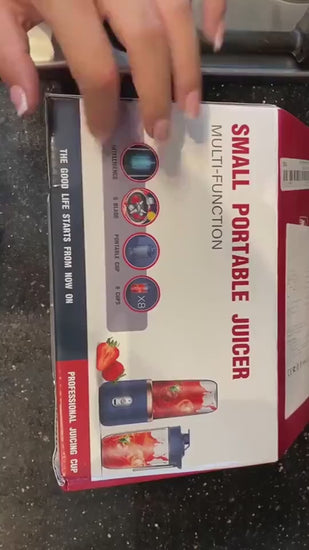 SMALL PORTABLE JUICER
MULTI-FUNCTION
6 BLADE
PORTABLE CUP
8 CUPS
X8
THE GOOD LIFE STARTS FROM NOW ON
PROFESSIONAL JUICING CUP